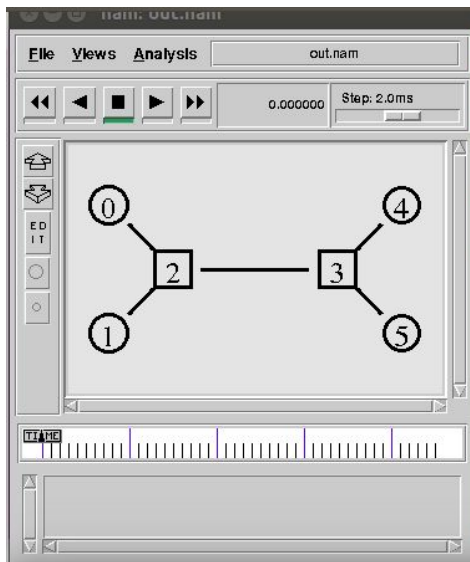 nam: out.nam
File Views Analysis out.nam
0.000000 Step: 2.0ms
E D
I T
0 4
2 3
1 5
TIME